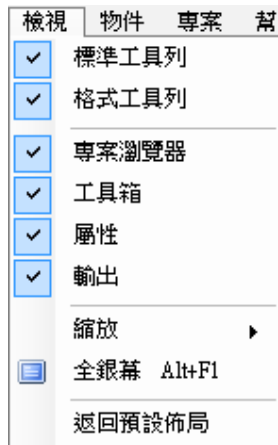 檢視 物件 專案 幫
標準工具列
格式工具列
專案瀏覽器
工具箱
屬性
輸出
縮放
全銀幕 Alt+F1
返回預設佈局